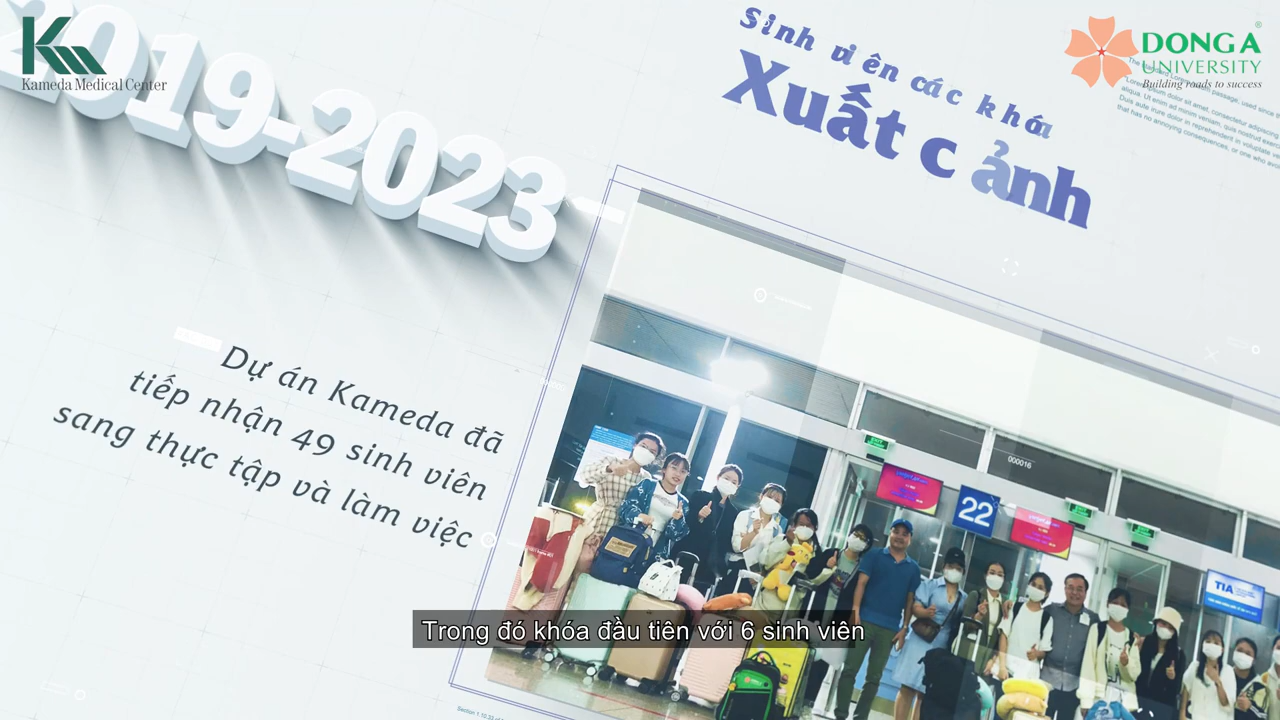 2019-2023
Kameda Medical Center
Sinh viên các khối
Xuất cảnh
DONG A
UNIVERSITY
Building roads to success
®
Dự án Kameda đã
tiếp nhận 49 sinh viên
sang thực tập và làm việc
000016
22
TIA
Trong đó khóa đầu tiên với 6 sinh viên